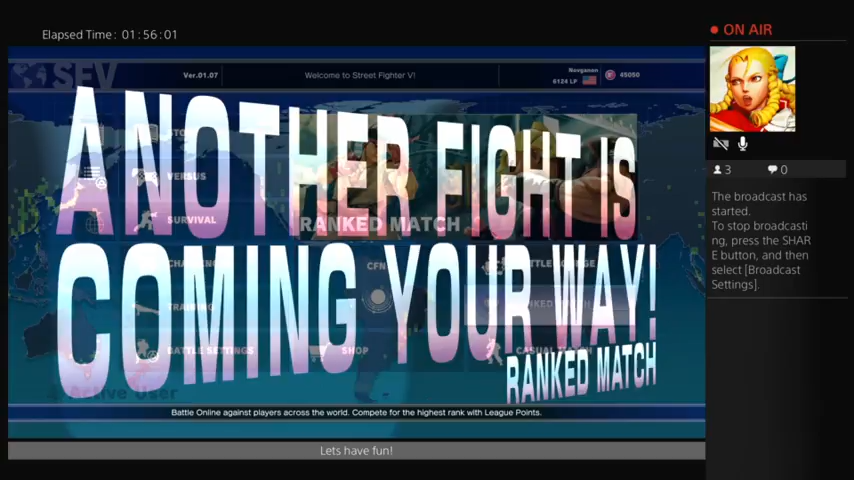 Elapsed Time: 01:56:01
ON AIR
SFV
Ver.01.07
Welcome to Street Fighter V!
Navganon
6124 LP
45050
ANOTHER FIGHT IS
COMING YOUR WAY!
RANKED MATCH
VERSUS
SURVIVAL
RANKED MATCH
CFN
TRAINING
BATTLE SETTINGS
SHOP
Active User
Battle Online against players across the world. Compete for the highest rank with League Points.
Lets have fun!
3
0
The broadcast has
started.
To stop broadcasti
ng, press the SHAR
E button, and then
select [Broadcast
Settings].